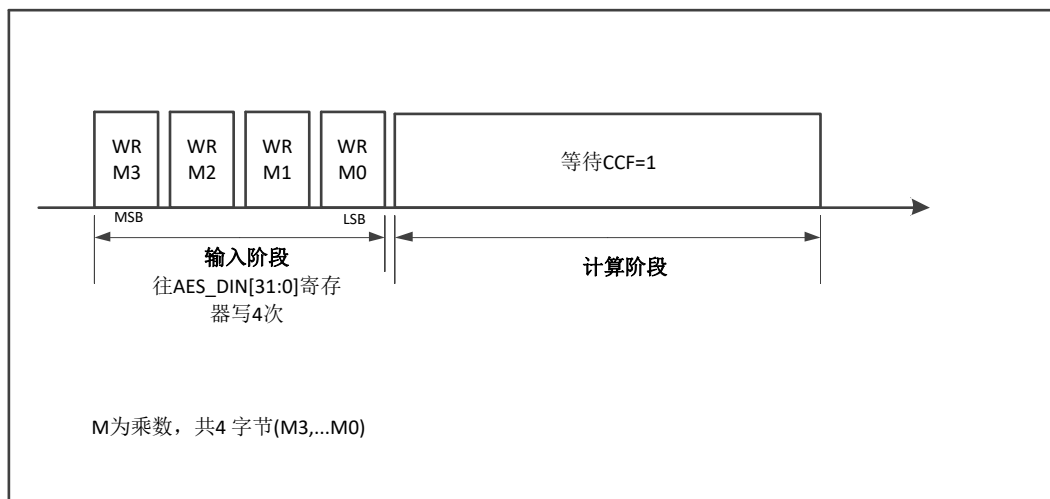 WR
M3
WR
M2
WR
M1
WR
M0
等待CCF=1
MSB
LSB
输入阶段
计算阶段
往AES_DIN[31:0]寄存
器写4次
M为乘数，共4 字节(M3,...M0)